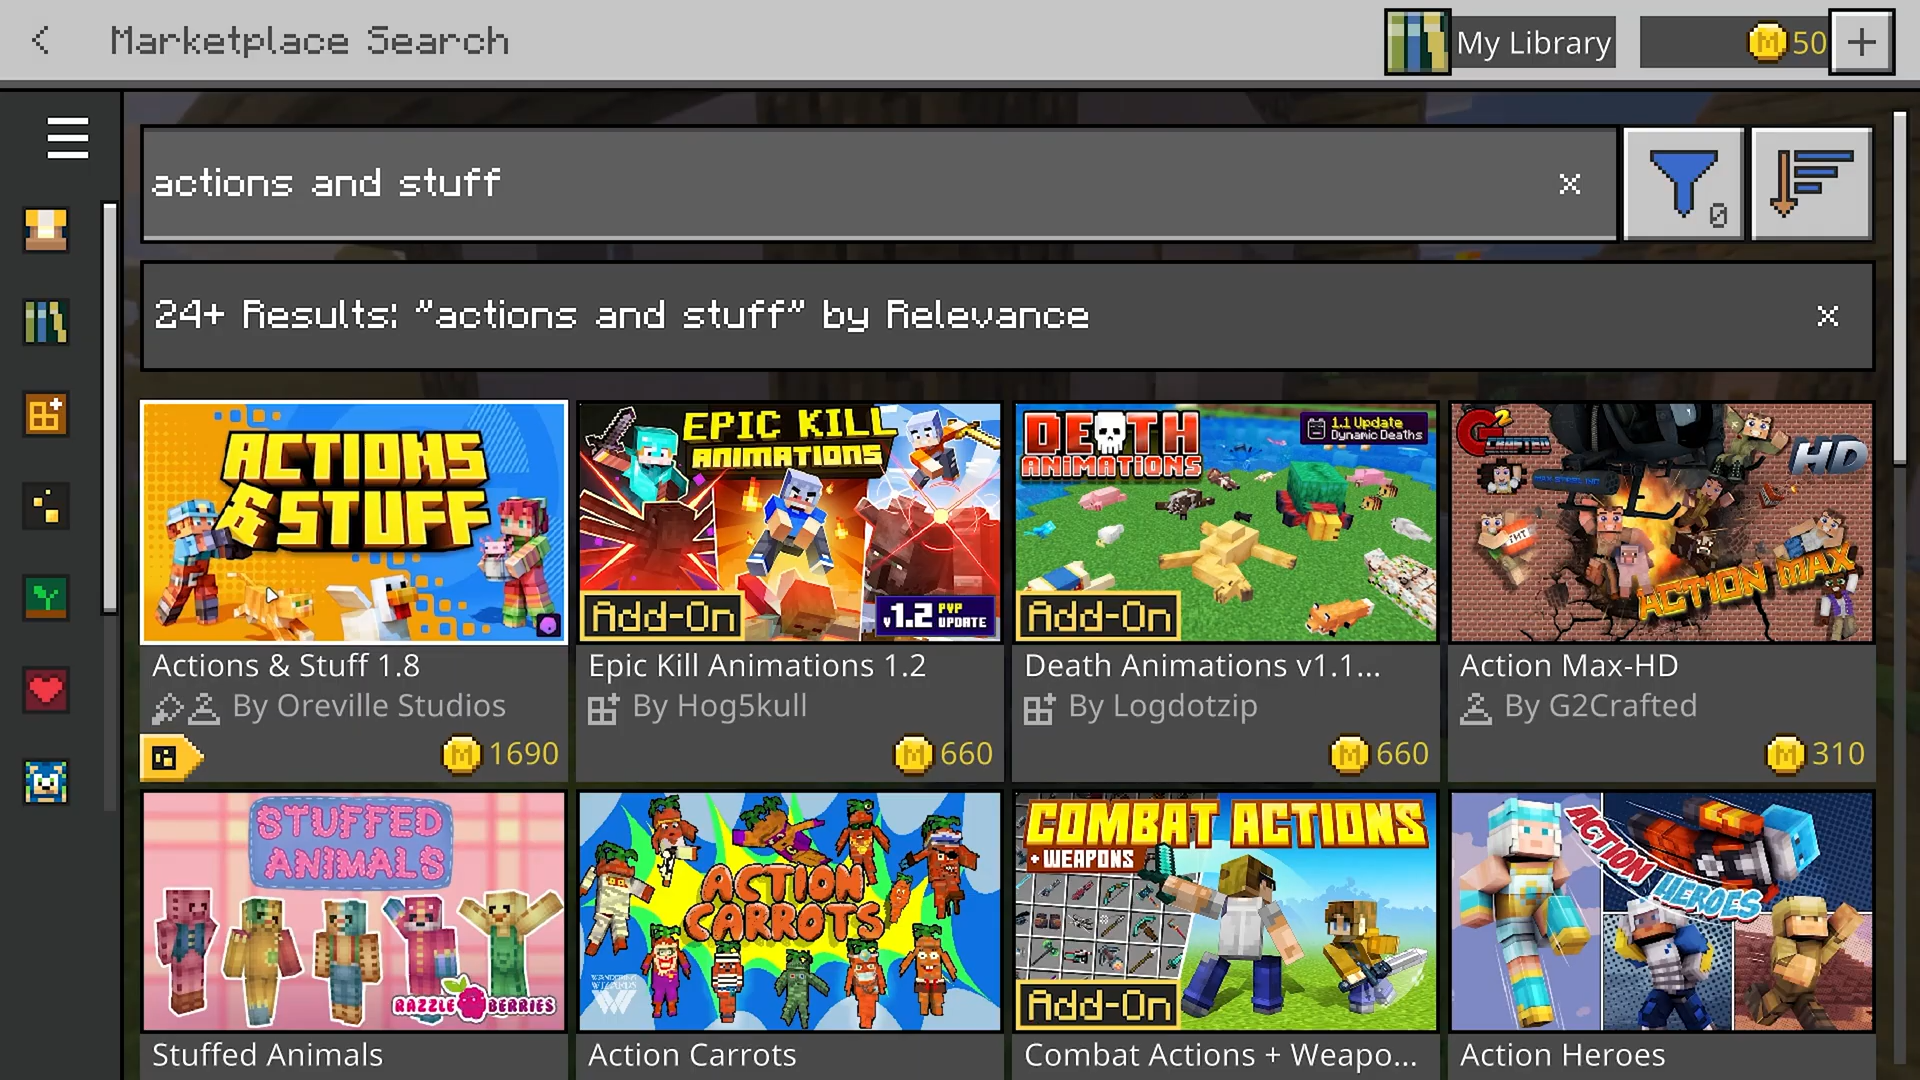 Marketplace Search
My Library
50
actions and stuff
0
24+ Results: "actions and stuff" by Relevance
ACTIONS
& STUFF
EPIC KILL
ANIMATIONS
Add-On
v1.2 PVP UPDATE
DEATH
ANIMATIONS
1.1 Update
Dynamic Deaths
Add-On
HD
TNT
ACTION MAX
Actions & Stuff 1.8
By Oreville Studios
1690
Epic Kill Animations 1.2
By Hog5kull
660
Death Animations v1.1...
By Logdotzip
660
Action Max-HD
By G2Crafted
310
STUFFED
ANIMALS
RAZZLE BERRIES
ACTION
CARROTS
WANDERING
WIZARDS
COMBAT ACTIONS
+ WEAPONS
Add-On
ACTION
HEROES
Stuffed Animals
Action Carrots
Combat Actions + Weapo...
Action Heroes